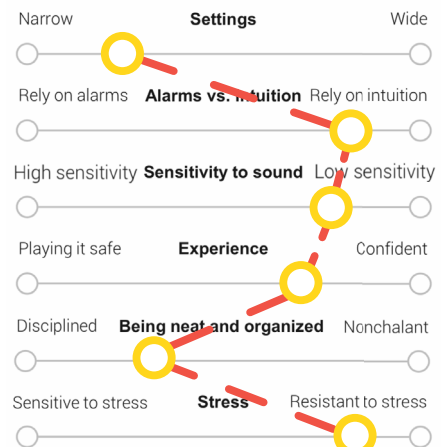 Narrow Settings Wide
Rely on alarms Alarms vs. intuition Rely on intuition
High sensitivity Sensitivity to sound Low sensitivity
Playing it safe Experience Confident
Disciplined Being neat and organized Nonchalant
Sensitive to stress Stress Resistant to stress